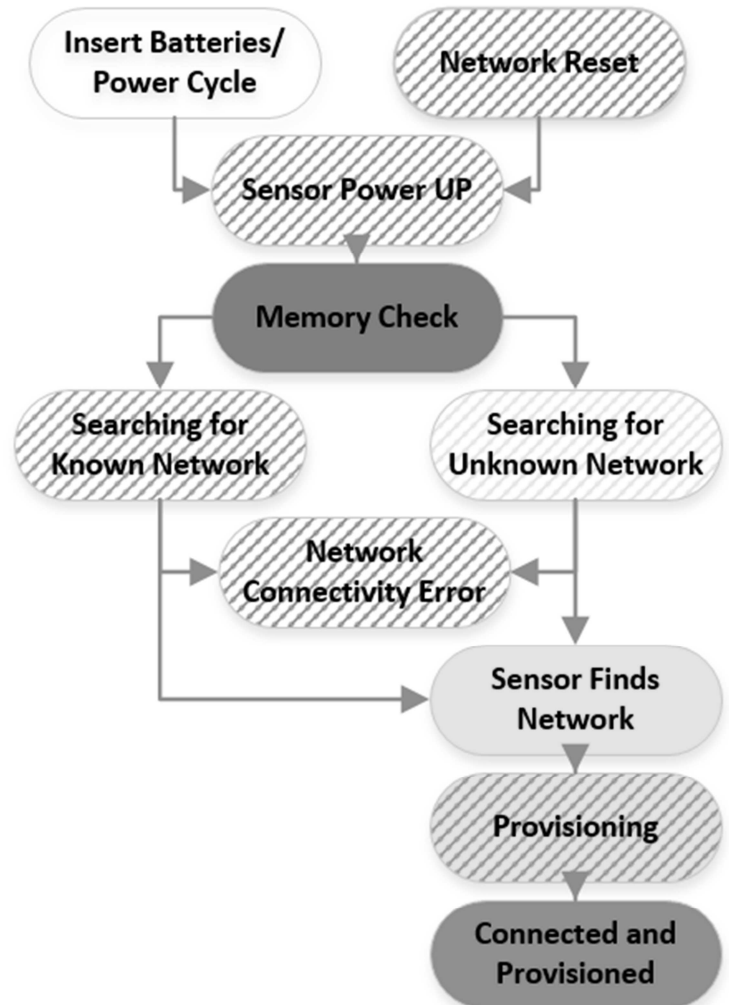 Insert Batteries/
Power Cycle
Network Reset
Sensor Power UP
Memory Check
Searching for
Known Network
Searching for
Unknown Network
Network
Connectivity Error
Sensor Finds
Network
Provisioning
Connected and
Provisioned